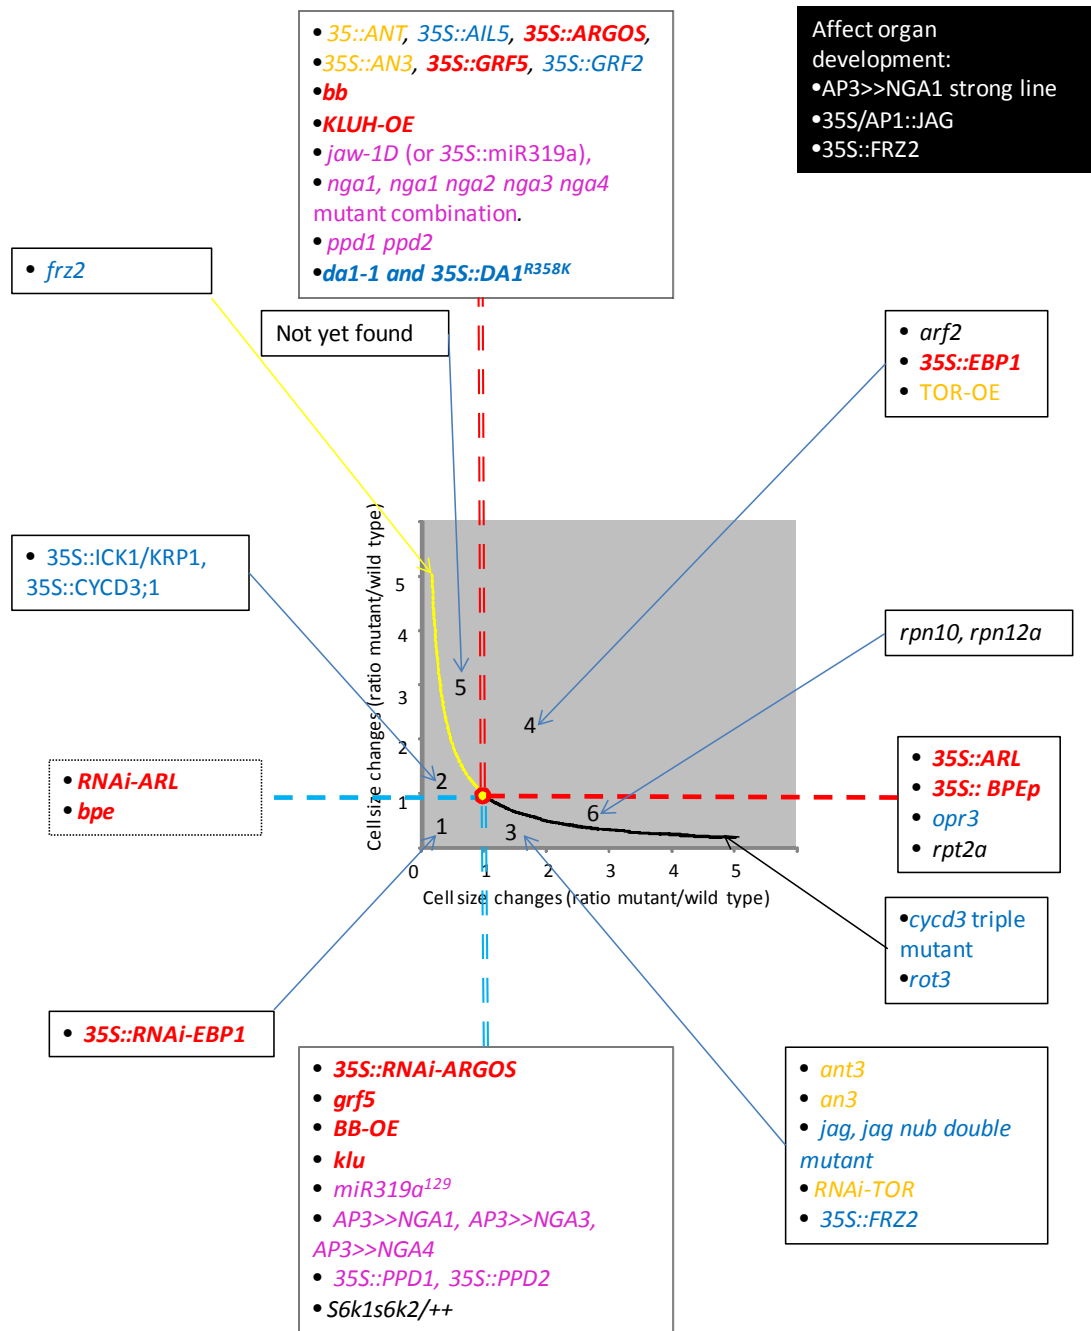 • 35::ANT, 35S::AIL5, 35S::ARGOS,
• 35S::AN3, 35S::GRF5, 35S::GRF2
• bb
• KLUH-OE
• jaw-1D (or 35S::miR319a),
• nga1, nga1 nga2 nga3 nga4
mutant combination.
• ppd1 ppd2
• da1-1 and 35S::DA1R358K
Affect organ
development:
•AP3>>NGA1 strong line
•35S/AP1::JAG
•35S::FRZ2
• frz2
Not yet found
• arf2
• 35S::EBP1
• TOR-OE
• 35S::ICK1/KRP1,
35S::CYCD3;1
rpn10, rpn12a
• RNAi-ARL
• bpe
• 35S::ARL
• 35S:: BPEp
• opr3
• rpt2a
Cell size changes (ratio mutant/wild type)
5
4
3
2
1
0 1 2 3 4 5
Cell size changes (ratio mutant/wild type)
5
4
2
6
1
3
•cycd3 triple
mutant
•rot3
• 35S::RNAi-EBP1
• 35S::RNAi-ARGOS
• grf5
• BB-OE
• klu
• miR319a129
• AP3>>NGA1, AP3>>NGA3,
AP3>>NGA4
• 35S::PPD1, 35S::PPD2
• S6k1s6k2/++
• ant3
• an3
• jag, jag nub double
mutant
• RNAi-TOR
• 35S::FRZ2